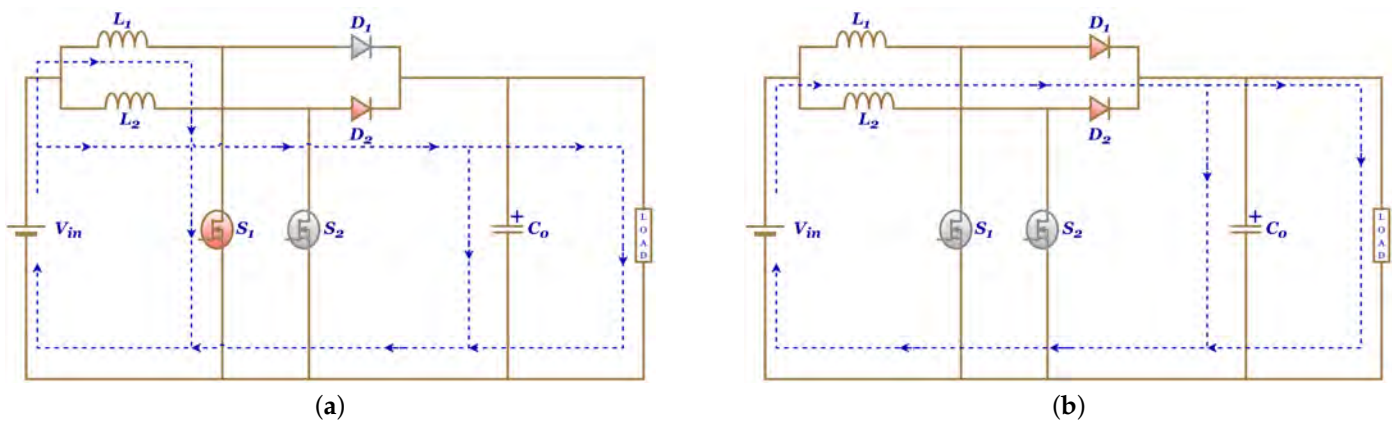 L1 D1
L2 D2
Vin S1 S2 + Co LOAD
(a)
L1 D1
L2 D2
Vin S1 S2 + Co LOAD
(b)